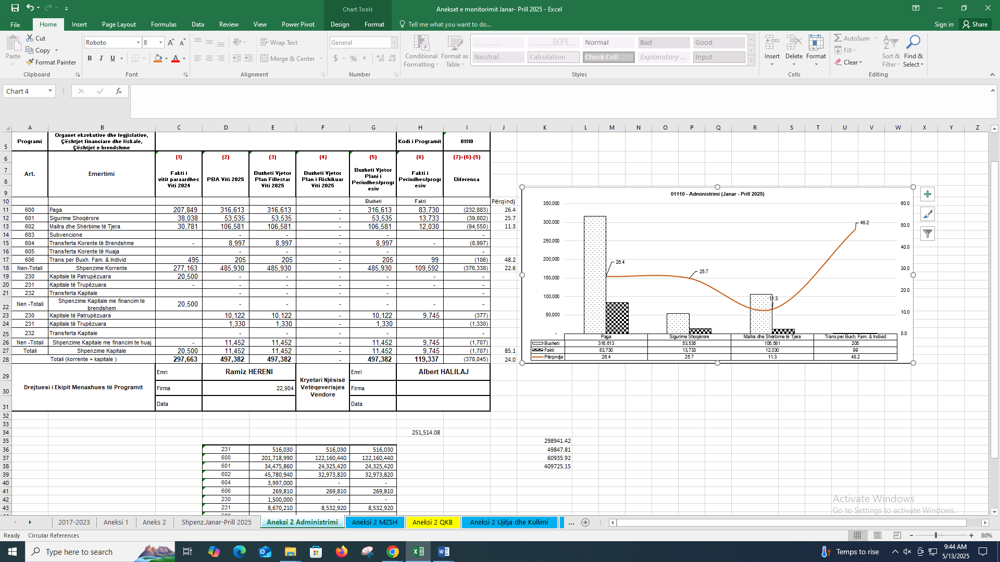 Chart Tools
Anekset e monitorimit Janar- Prill 2025 - Excel
File Home Insert Page Layout Formulas Data Review View Power Pivot Design Format Tell me what you want to do... Sign in Share
Paste
Cut
Copy
Format Painter
Clipboard
Roboto 8
B I U
Font
Wrap Text
Merge & Center
Alignment
General
$ % ,
Number
Conditional Formatting
Format as Table
............. ............BOPE... Normal Bad Good
Neutral Calculation Check Cell Explanatory ... Input
Styles
Insert Delete Format
Cells
AutoSum
Fill
Clear
Sort & Filter
Find & Select
Editing
Chart 4
fx
A B C D E F G H I J K L M N O P Q R S T U V W X Y Z
5 Programi Organet ekzekutive dhe legjislative, Çështjet financiare dhe fiskale, Çështjet e brendshme Kodi i Programit 01110
6 (1) (2) (3) (4) (5) (6) (7)=(6)-(5)
7
8
9
Art. Emertimi Fakti i vitit paraardhes Viti 2024 PBA Viti 2025 Buxheti Vjetor Plan Fillestar Viti 2025 Buxheti Vjetor Plan i Rishikuar Viti 2025 Buxheti Vjetor Plani i Periudhes/progresiv Fakti i Periudhes/progresiv Diferenca
10 Buxheti Fakti Përqindj
11 600 Paga 207,849 316,613 316,613 - 316,613 83,730 (232,883) 26.4
12 601 Sigurime Shoqërore 38,038 53,535 53,535 - 53,535 13,733 (39,802) 25.7
13 602 Mallra dhe Shërbime të Tjera 30,781 106,581 106,581 - 106,581 12,030 (94,550) 11.3
14 603 Subvencione - - - - -
15 604 Transferta Korente të Brendshme - 8,997 8,997 - 8,997 - (8,997)
16 605 Transferta Korente të Huaja - - - - -
17 606 Trans per Buxh. Fam. & Individ 495 205 205 - 205 99 (106) 48.2
18 Nen-Totali Shpenzime Korrente 277,163 485,930 485,930 - 485,930 109,592 (376,338) 22.6
19 230 Kapitale të Patrupëzuara 20,500 - - - - - -
20 231 Kapitale të Trupëzuara - - - - - - -
21 232 Transferta Kapitale - - - - -
22 Nen -Totali Shpenzime Kapitale me financim te brendshem 20,500 - - - - - -
23 230 Kapitale të Patrupëzuara 10,122 10,122 - 10,122 9,745 (377)
24 231 Kapitale të Trupëzuara 1,330 1,330 - 1,330 (1,330)
25 232 Transferta Kapitale - - - - -
26 Nen -Totali Shpenzime Kapitale me financim te huaj - 11,452 11,452 - 11,452 9,745 (1,707)
27 Totali Shpenzime Kapitale 20,500 11,452 11,452 - 11,452 9,745 (1,707) 85.1
28 Totali (korrente + kapitale ) 297,663 497,382 497,382 - 497,382 119,337 (378,045) 24.0
29 Emri Ramiz HERENI Emri Albert HALILAJ
30 Drejtuesi i Ekipit Menaxhues të Programit Firma 22,904 Kryetari Njësisë Vetëqeverisjes Vendore Firma
31 Data Data
32
33
34 251,514.08
35 298941.42
36 231 516,030 516,030 516,030 49847.81
37 600 201,718,990 122,160,440 122,160,440 60935.92
38 601 34,475,860 24,325,420 24,325,420 409725.15
39 602 45,780,940 32,973,820 32,973,820
40 604 3,997,000 - -
41 606 269,810 269,810 269,810
42 230 1,500,000 - -
43 231 8,670,210 8,532,920 8,532,920
01110 - Administrimi (Janar - Prill 2025)
350,000 60.0
300,000 50.0
250,000 40.0
200,000 30.0
150,000 20.0
100,000 10.0
50,000 0.0
-
26.4 25.7 11.3 48.2
Paga Sigurime Shoqërore Mallra dhe Shërbime të Tjera Trans per Buxh. Fam. & Individ
Buxheti 316,613 53,535 106,581 205
Fakti 83,730 13,733 12,030 99
Përqindja 26.4 25.7 11.3 48.2
Activate Windows
Go to Settings to activate Windows.
2017-2023 Aneksi 1 Aneks 2 Shpenz.Janar-Prill 2025 Aneksi 2 Administrimi Aneksi 2 MZSH Aneksi 2 QKB Aneksi 2 Ujitja dhe Kullimi ...
Ready Circular References 80%
Type here to search
Temps to rise
9:44 AM
5/13/2025